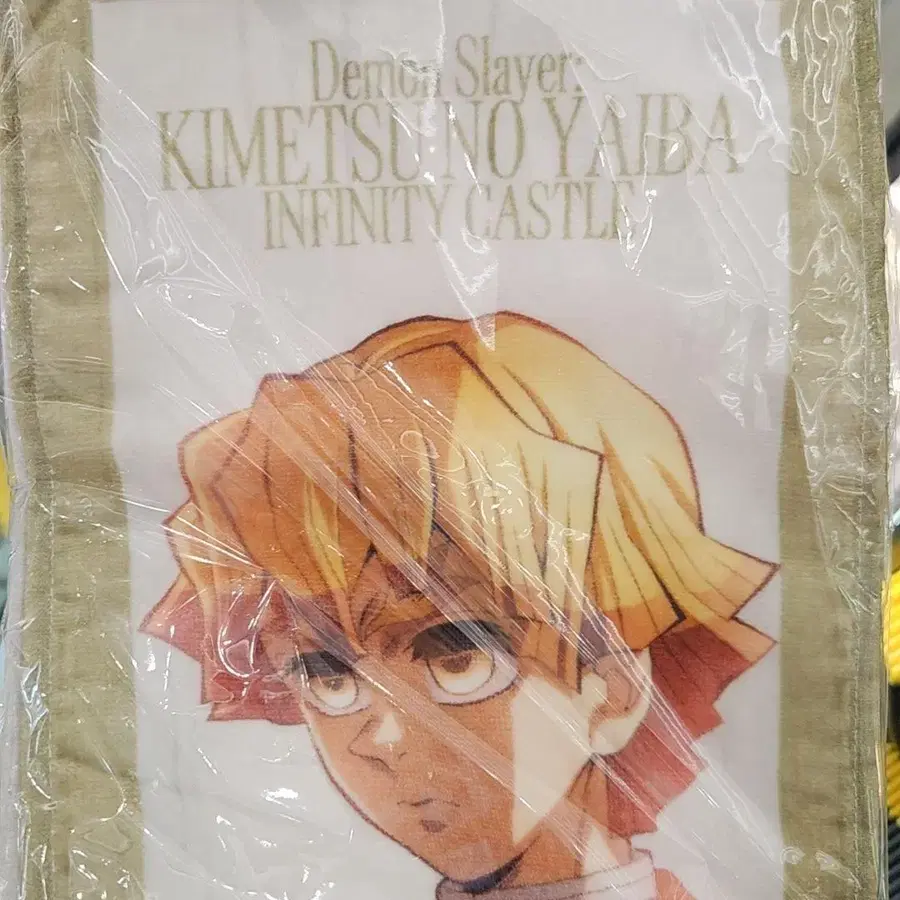 Demon Slayer:
KIMETSU NO YAIBA
INFINITY CASTLE